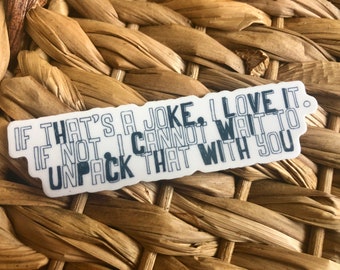 IF THAT'S A JOKE, I LOVE IT.
IF NOT, I CANNOT WAIT TO
UNPACK THAT WITH YOU